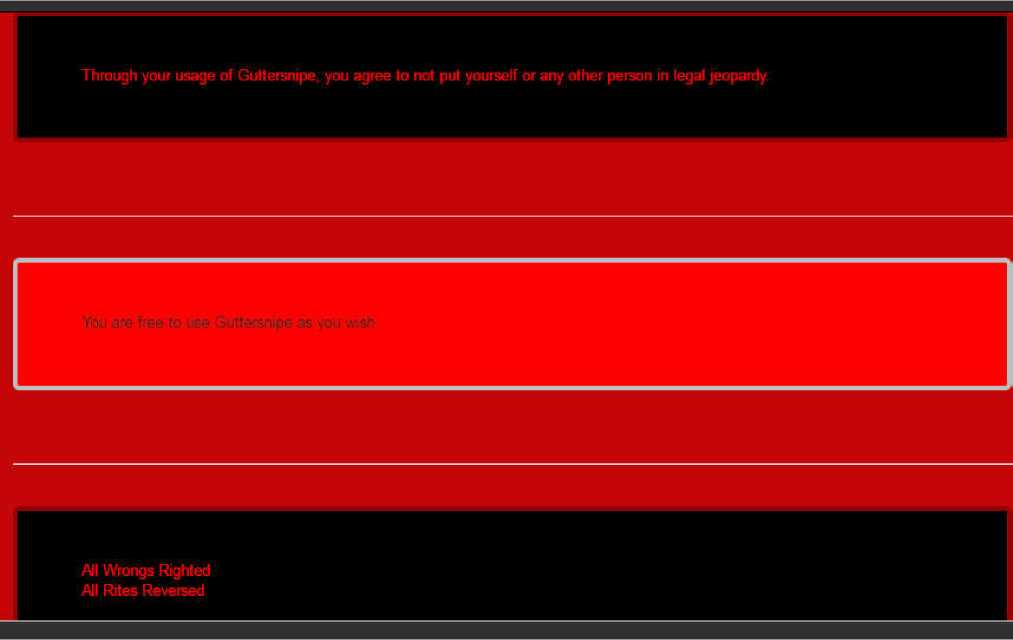 Through your usage of Guttersnipe, you agree to not put yourself or any other person in legal jeopardy.
You are free to use Guttersnipe as you wish.
All Wrongs Righted
All Rites Reversed